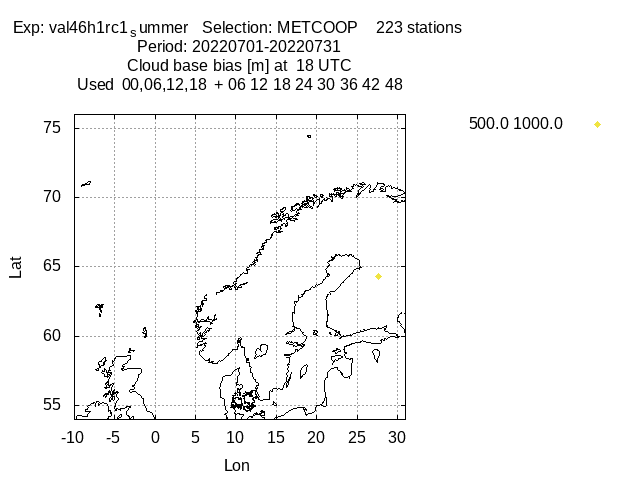 Exp: val46h1rc1summer Selection: METCOOP 223 stations
Period: 20220701-20220731
Cloud base bias [m] at 18 UTC
Used 00,06,12,18 + 06 12 18 24 30 36 42 48
500.0 1000.0
75
70
65
60
55
Lat
-10 -5 0 5 10 15 20 25 30
Lon